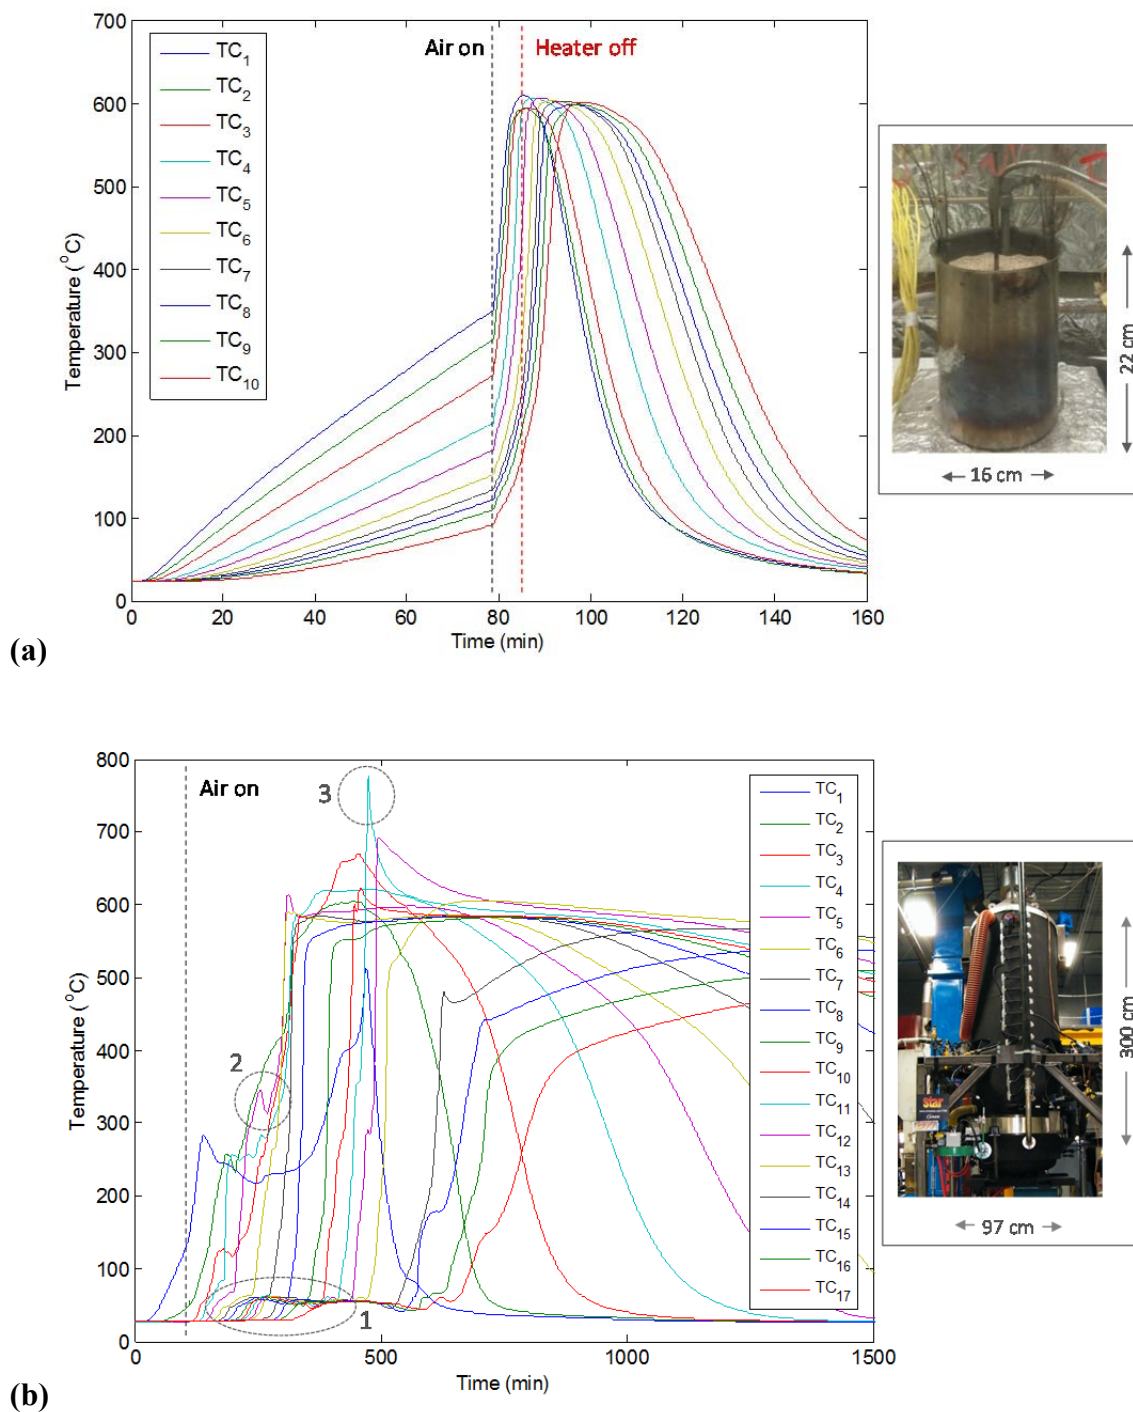 700
600
500
400
300
200
100
0
Temperature (°C)
TC1
TC2
TC3
TC4
TC5
TC6
TC7
TC8
TC9
TC10
Air on
Heater off
0 20 40 60 80 100 120 140 160
Time (min)
22 cm
16 cm
(a)
800
700
600
500
400
300
200
100
0
Temperature (°C)
Air on
3
2
1
TC1
TC2
TC3
TC4
TC5
TC6
TC7
TC8
TC9
TC10
TC11
TC12
TC13
TC14
TC15
TC16
TC17
0 500 1000 1500
Time (min)
star
300 cm
97 cm
(b)